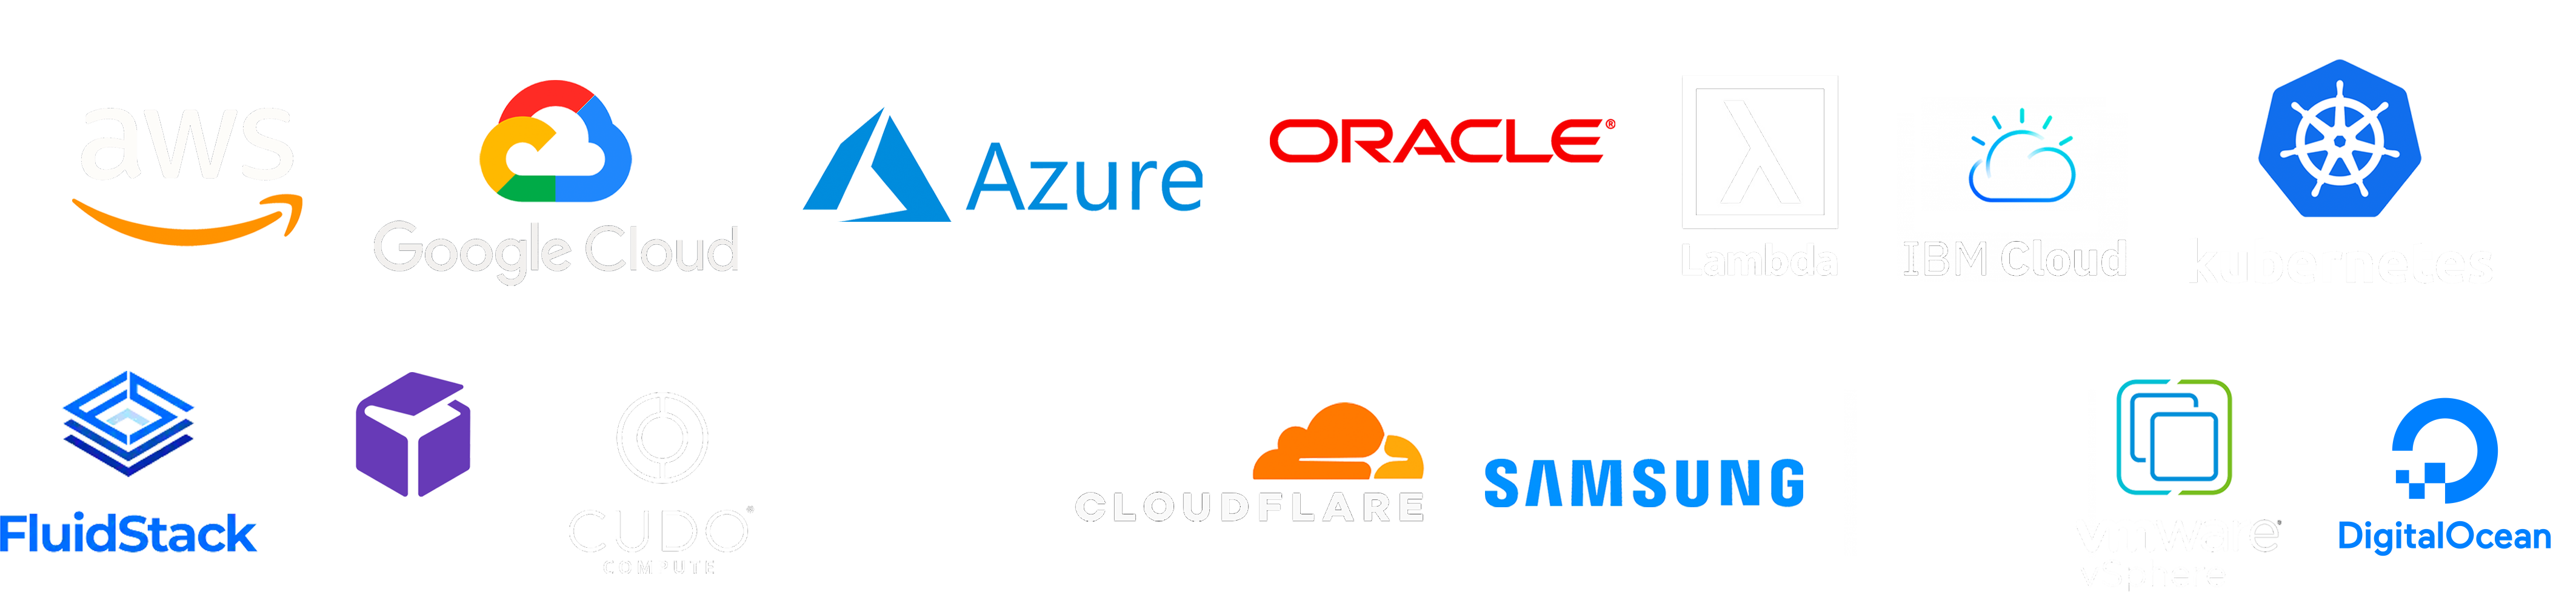 aws
Google Cloud
Azure
ORACLE®
Lambda
IBM Cloud
kubernetes
FluidStack
CUDO
COMPUTE
CLOUDFLARE
SAMSUNG
vmware®
vSphere
DigitalOcean